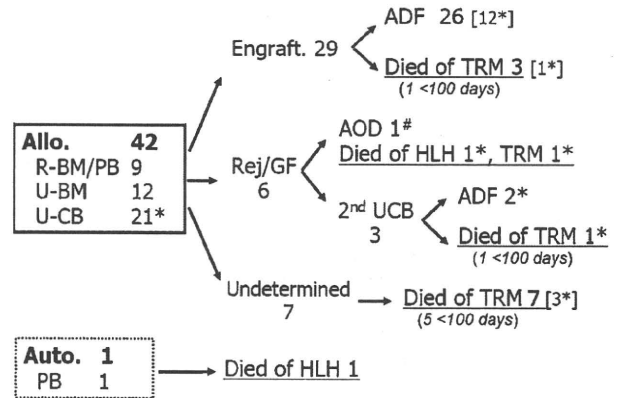 ADF 26 [12*]
Engraft. 29
Died of TRM 3 [1*]
(1 <100 days)
Allo. 42
R-BM/PB 9
U-BM 12
U-CB 21*
AOD 1#
Died of HLH 1*, TRM 1*
Rej/GF
6
2nd UCB
3
ADF 2*
Died of TRM 1*
(1 <100 days)
Undetermined
7
Died of TRM 7 [3*]
(5 <100 days)
Auto. 1
PB 1
Died of HLH 1